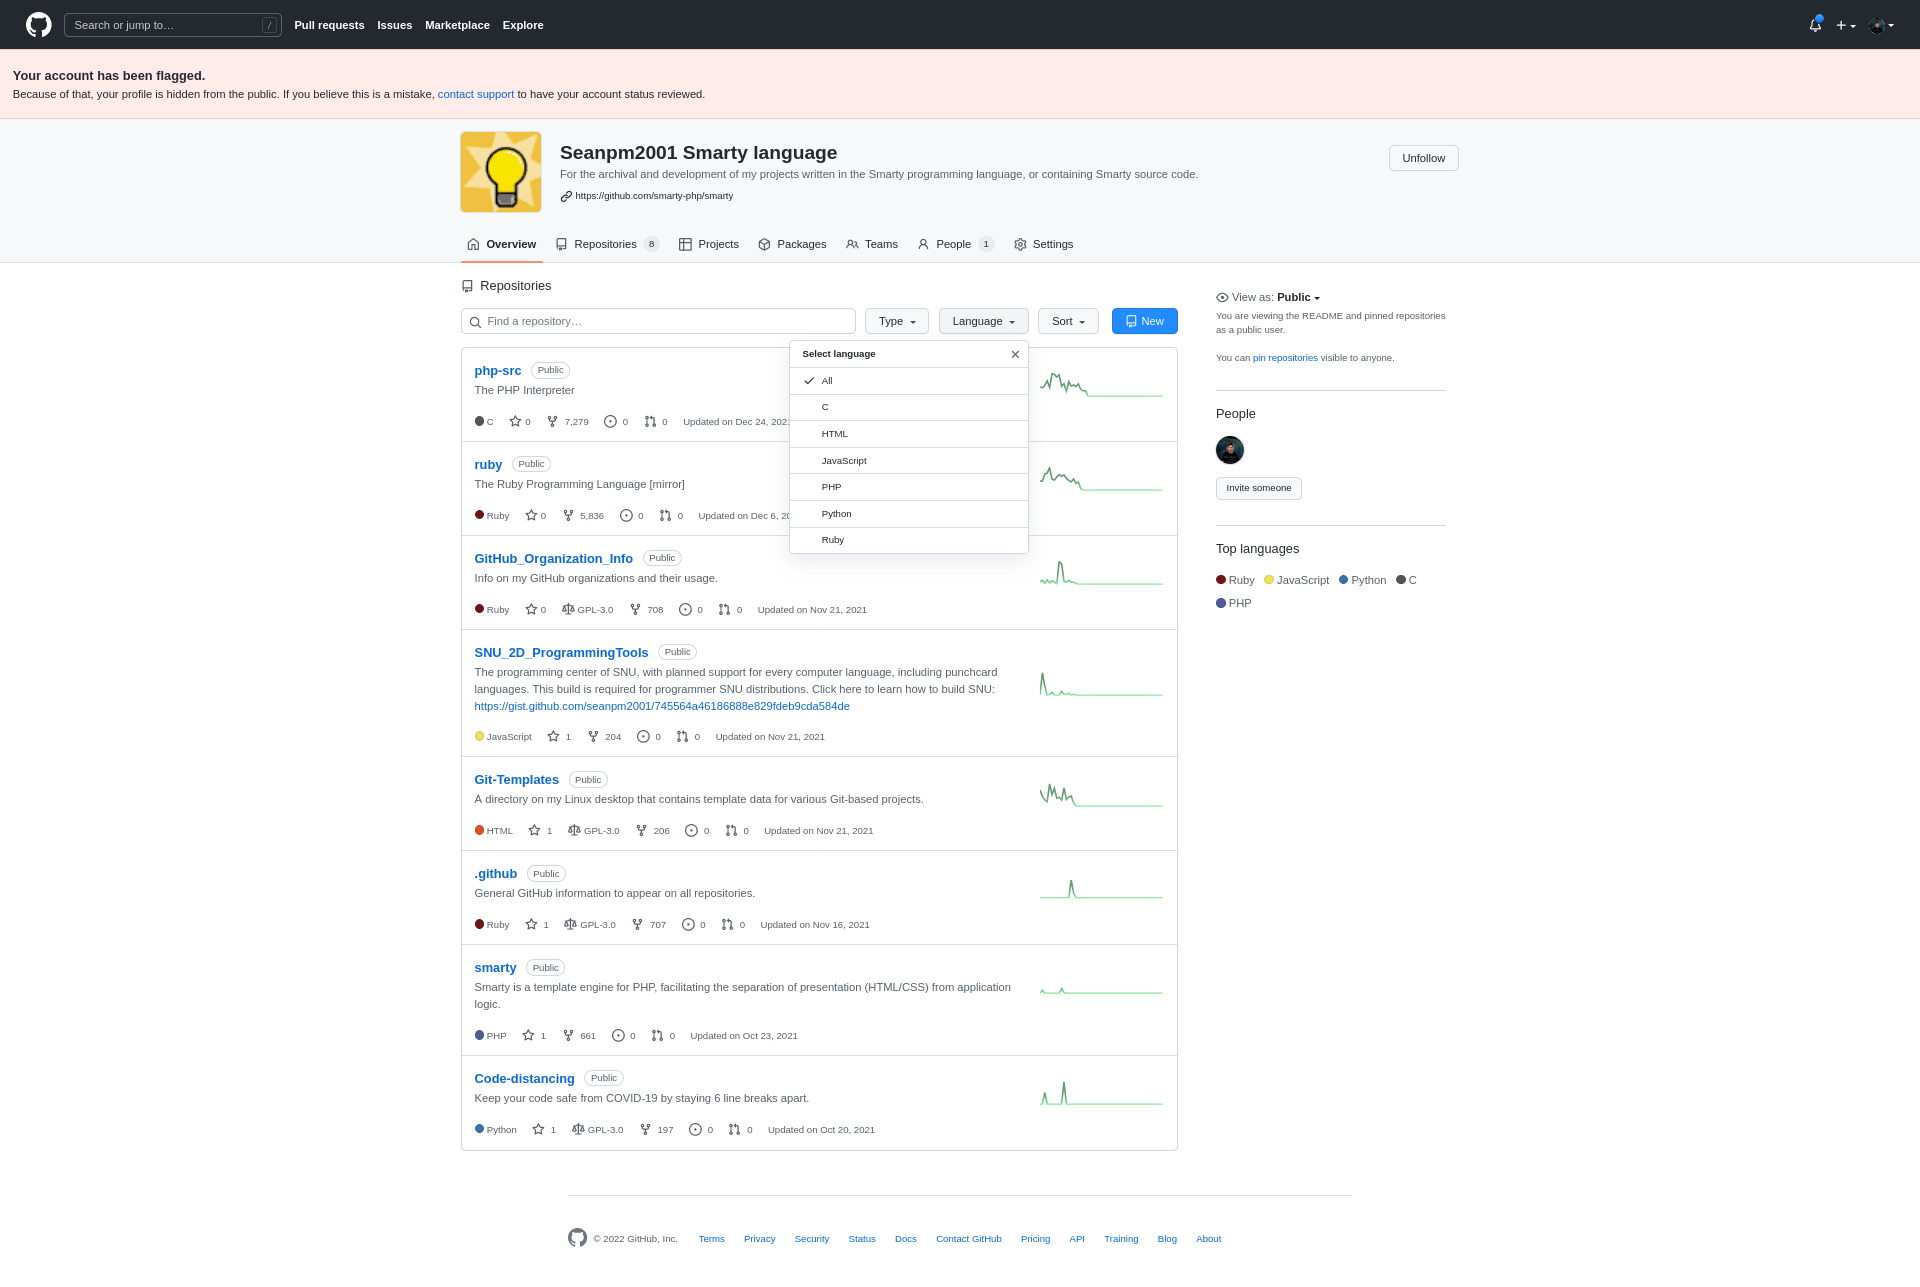 Search or jump to… /
Pull requests Issues Marketplace Explore
Your account has been flagged.
Because of that, your profile is hidden from the public. If you believe this is a mistake, contact support to have your account status reviewed.
Seanpm2001 Smarty language
For the archival and development of my projects written in the Smarty programming language, or containing Smarty source code.
https://github.com/smarty-php/smarty
Unfollow
Overview Repositories 8 Projects Packages Teams People 1 Settings
Repositories
Find a repository…
Type Language Sort New
Select language
All
C
HTML
JavaScript
PHP
Python
Ruby
php-src Public
The PHP Interpreter
C 0 7,279 0 0 Updated on Dec 24, 2021
ruby Public
The Ruby Programming Language [mirror]
Ruby 0 5,836 0 0 Updated on Dec 6, 20
GitHub_Organization_Info Public
Info on my GitHub organizations and their usage.
Ruby 0 GPL-3.0 708 0 0 Updated on Nov 21, 2021
SNU_2D_ProgrammingTools Public
The programming center of SNU, with planned support for every computer language, including punchcard
languages. This build is required for programmer SNU distributions. Click here to learn how to build SNU:
https://gist.github.com/seanpm2001/745564a46186888e829fdeb9cda584de
JavaScript 1 204 0 0 Updated on Nov 21, 2021
Git-Templates Public
A directory on my Linux desktop that contains template data for various Git-based projects.
HTML 1 GPL-3.0 206 0 0 Updated on Nov 21, 2021
.github Public
General GitHub information to appear on all repositories.
Ruby 1 GPL-3.0 707 0 0 Updated on Nov 16, 2021
smarty Public
Smarty is a template engine for PHP, facilitating the separation of presentation (HTML/CSS) from application
logic.
PHP 1 661 0 0 Updated on Oct 23, 2021
Code-distancing Public
Keep your code safe from COVID-19 by staying 6 line breaks apart.
Python 1 GPL-3.0 197 0 0 Updated on Oct 20, 2021
View as: Public
You are viewing the README and pinned repositories
as a public user.
You can pin repositories visible to anyone.
People
Invite someone
Top languages
Ruby JavaScript Python C
PHP
© 2022 GitHub, Inc. Terms Privacy Security Status Docs Contact GitHub Pricing API Training Blog About